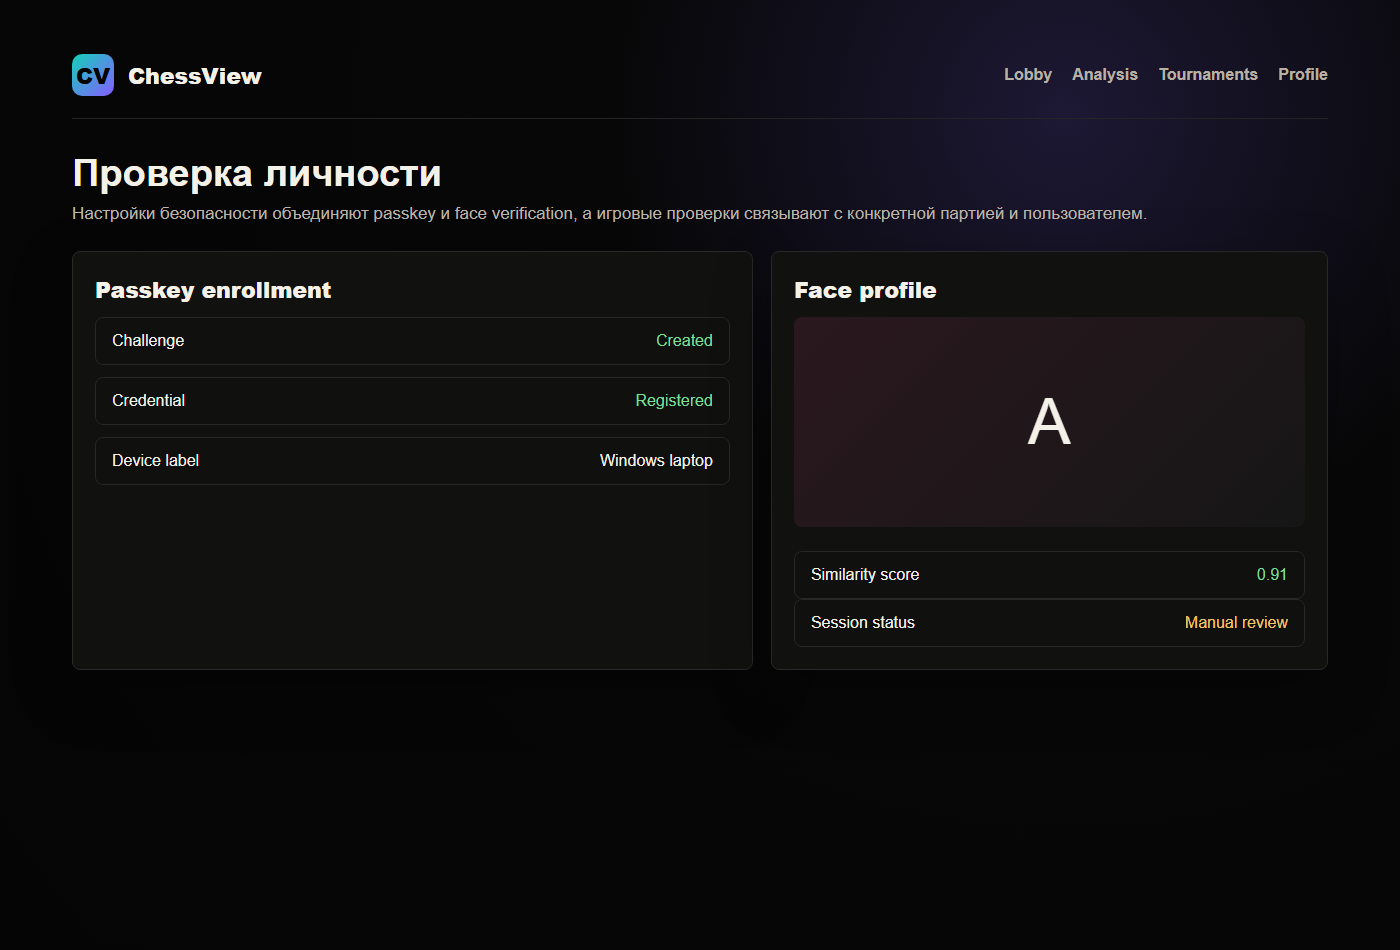 CV ChessView Lobby Analysis Tournaments Profile
Проверка личности
Настройки безопасности объединяют passkey и face verification, а игровые проверки связывают с конкретной партией и пользователем.
Passkey enrollment
Challenge Created
Credential Registered
Device label Windows laptop
Face profile
A
Similarity score 0.91
Session status Manual review